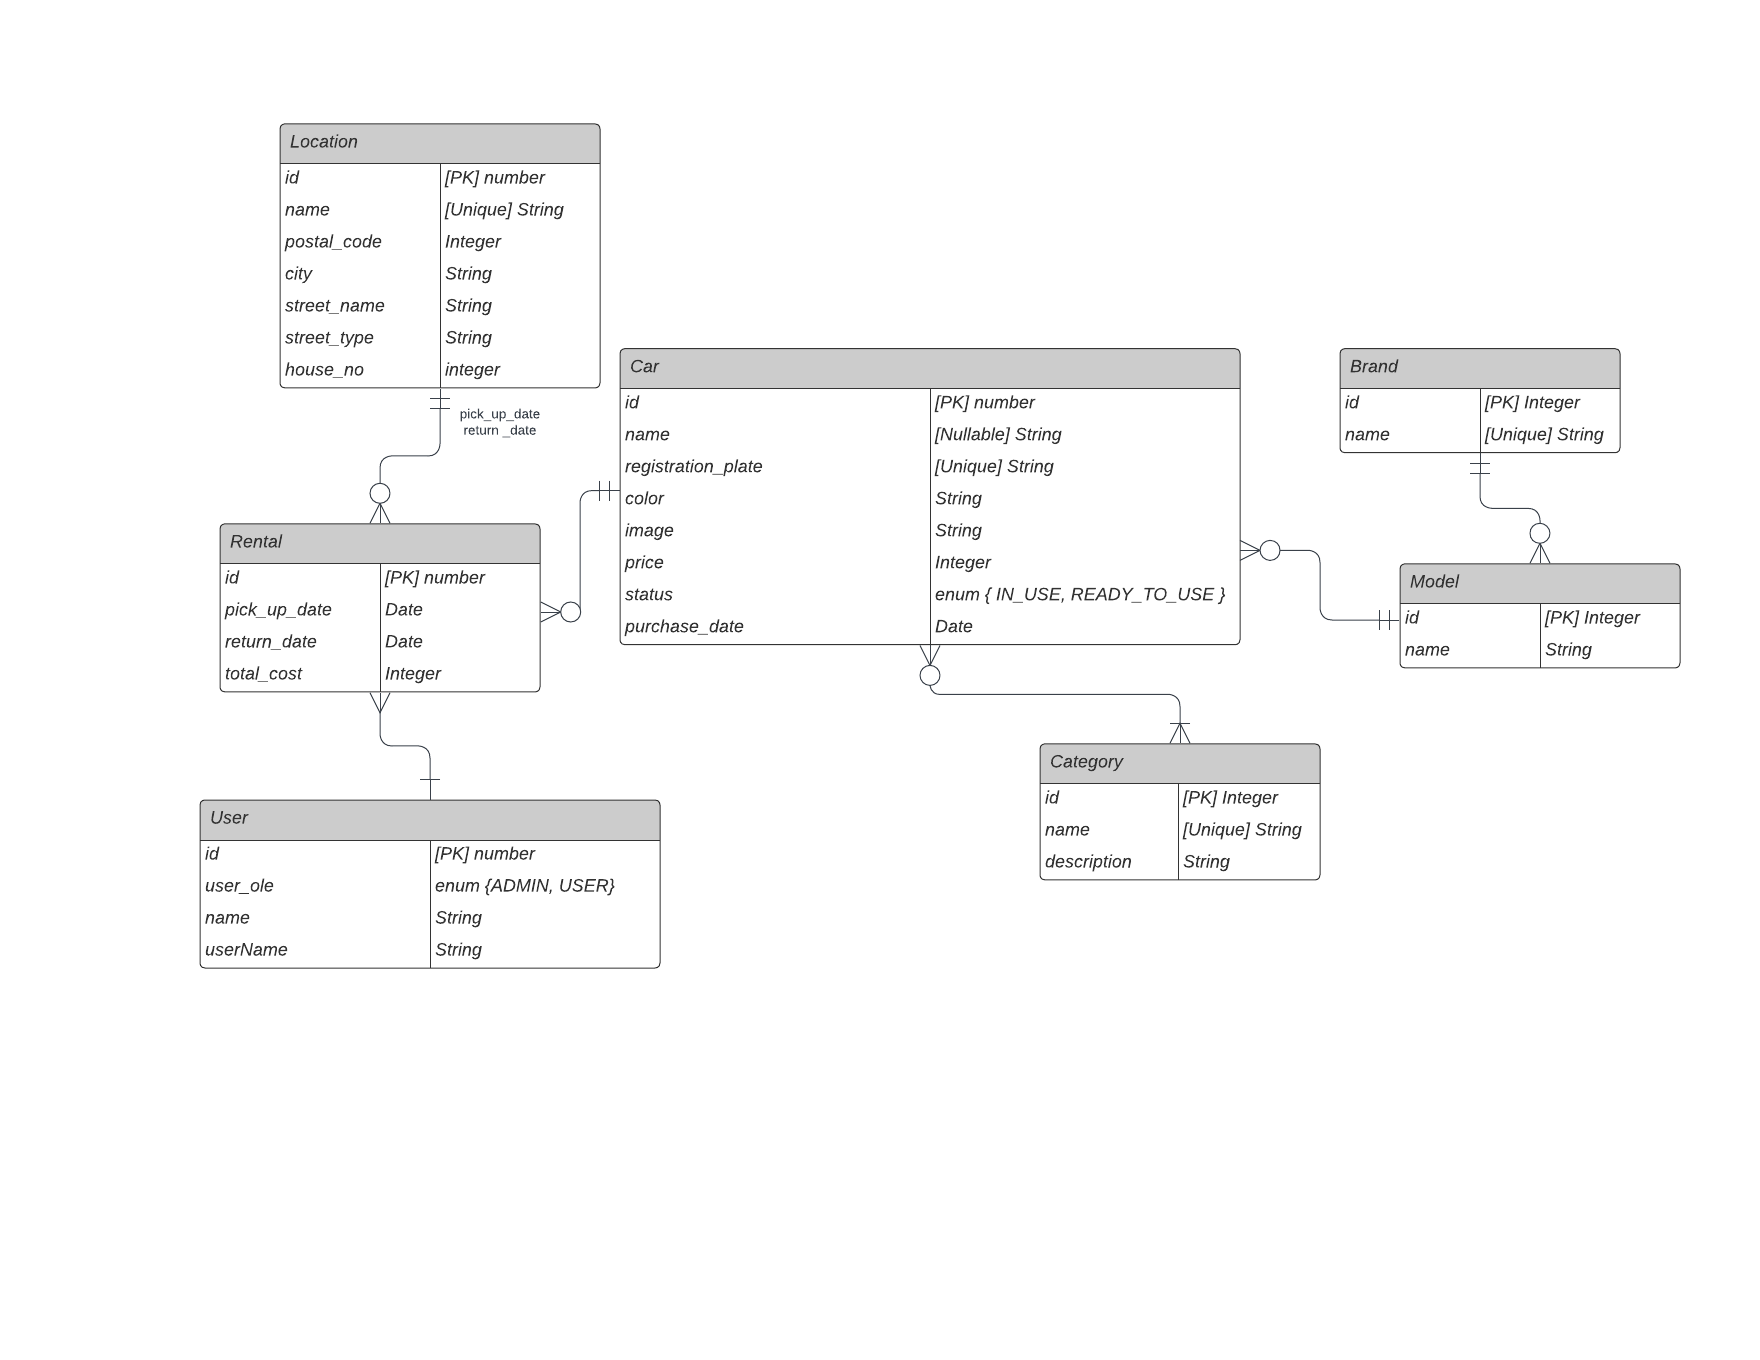 Location
id [PK] number
name [Unique] String
postal_code Integer
city String
street_name String
street_type String
house_no integer
pick_up_date
return _date
Rental
id [PK] number
pick_up_date Date
return_date Date
total_cost Integer
User
id [PK] number
user_ole enum {ADMIN, USER}
name String
userName String
Car
id [PK] number
name [Nullable] String
registration_plate [Unique] String
color String
image String
price Integer
status enum { IN_USE, READY_TO_USE }
purchase_date Date
Category
id [PK] Integer
name [Unique] String
description String
Brand
id [PK] Integer
name [Unique] String
Model
id [PK] Integer
name String